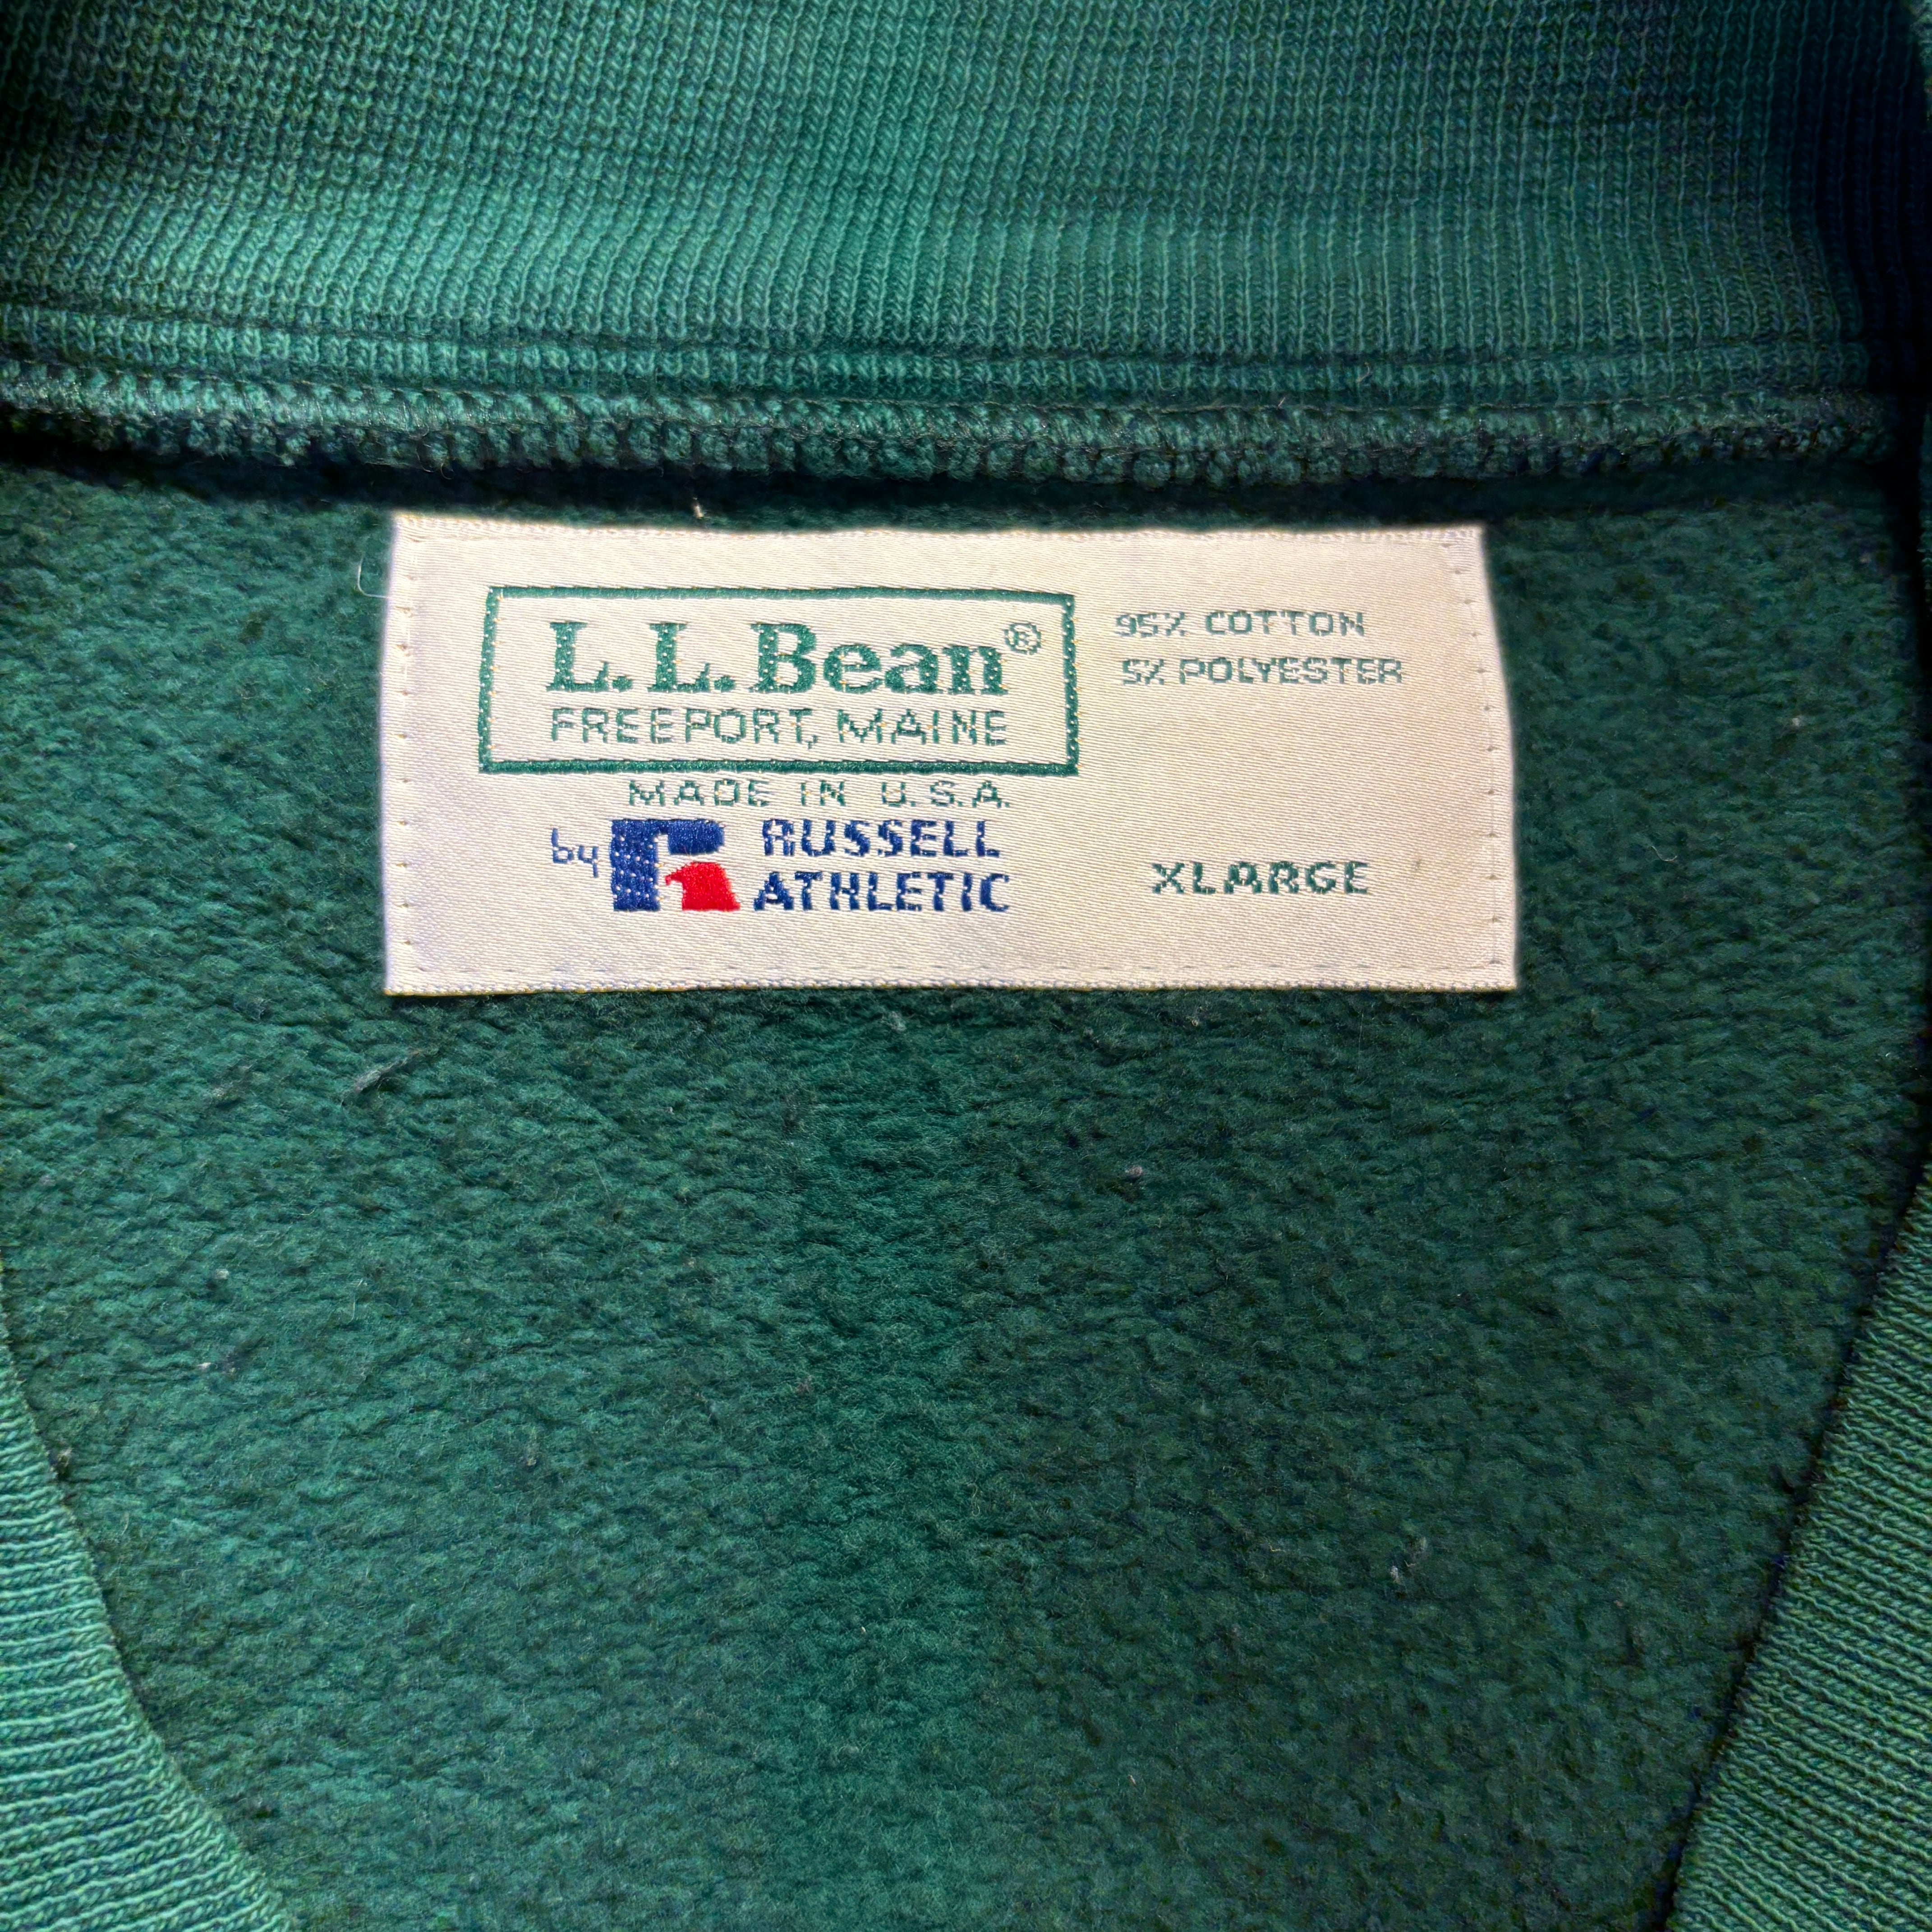 L.L.Bean®
FREEPORT, MAINE
MADE IN U.S.A.
by RUSSELL
ATHLETIC
95% COTTON
5% POLYESTER
XLARGE